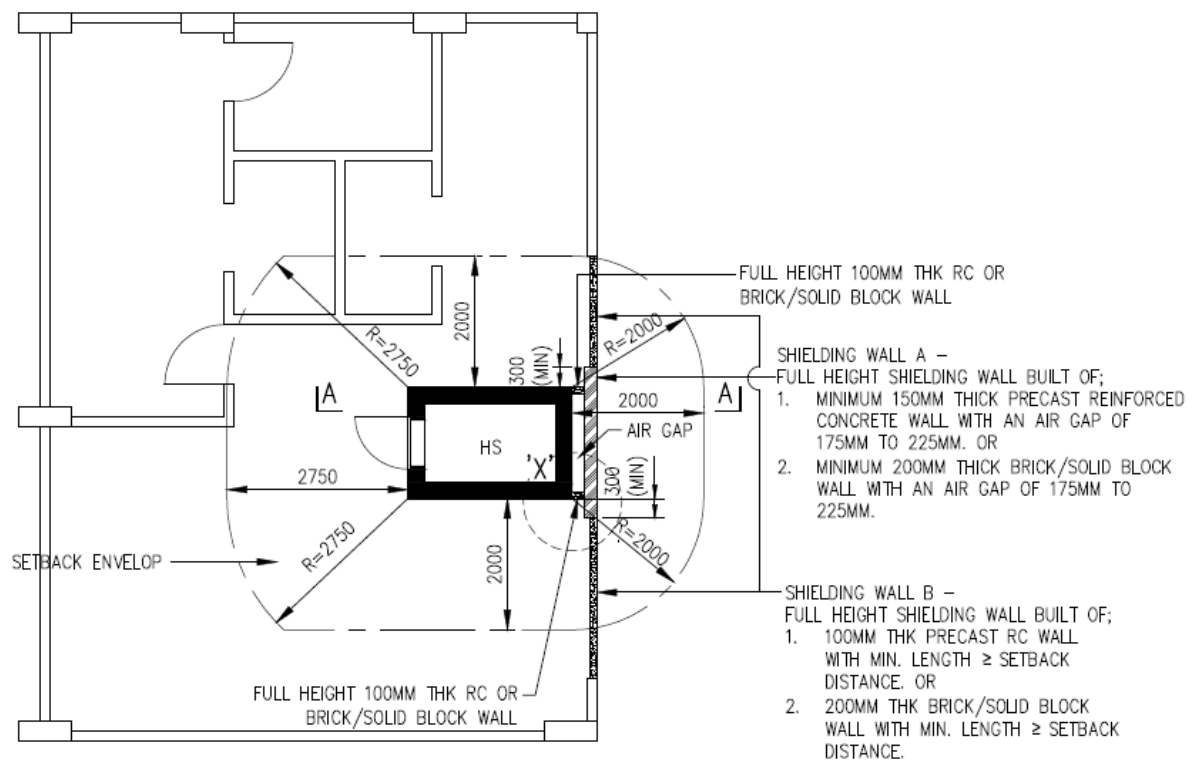 FULL HEIGHT 100MM THK RC OR
BRICK/SOLID BLOCK WALL
R=2750
2000
R=2000
300
(MIN)
SHIELDING WALL A –
FULL HEIGHT SHIELDING WALL BUILT OF;
1. MINIMUM 150MM THICK PRECAST REINFORCED
CONCRETE WALL WITH AN AIR GAP OF
175MM TO 225MM. OR
2. MINIMUM 200MM THICK BRICK/SOLID BLOCK
WALL WITH AN AIR GAP OF 175MM TO
225MM.
A
2000
A
AIR GAP
HS
'X'
2750
300
(MIN)
R=2750
2000
R=2000
SETBACK ENVELOP
SHIELDING WALL B –
FULL HEIGHT SHIELDING WALL BUILT OF;
1. 100MM THK PRECAST RC WALL
WITH MIN. LENGTH ≥ SETBACK
DISTANCE. OR
2. 200MM THK BRICK/SOLID BLOCK
WALL WITH MIN. LENGTH ≥ SETBACK
DISTANCE.
FULL HEIGHT 100MM THK RC OR
BRICK/SOLID BLOCK WALL